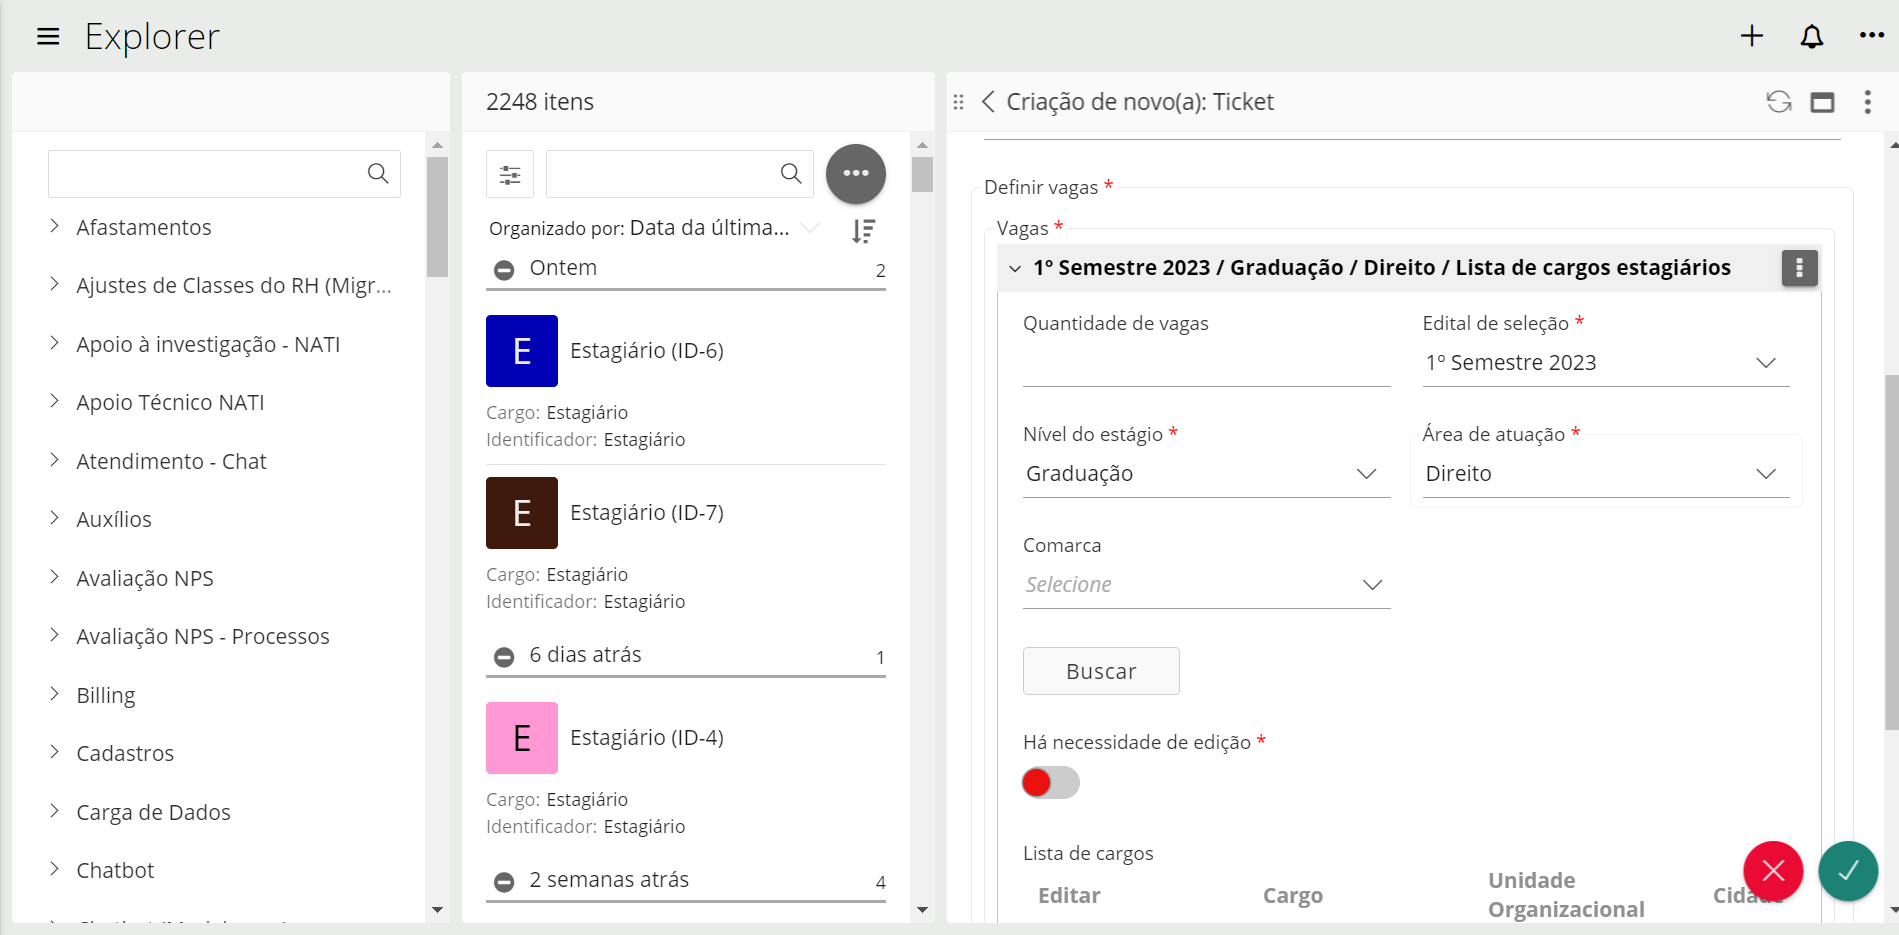 Explorer
Afastamentos
Ajustes de Classes do RH (Migr...
Apoio à investigação - NATI
Apoio Técnico NATI
Atendimento - Chat
Auxílios
Avaliação NPS
Avaliação NPS - Processos
Billing
Cadastros
Carga de Dados
Chatbot
2248 itens
Organizado por: Data da última...
Ontem 2
E Estagiário (ID-6)
Cargo: Estagiário
Identificador: Estagiário
E Estagiário (ID-7)
Cargo: Estagiário
Identificador: Estagiário
6 dias atrás 1
E Estagiário (ID-4)
Cargo: Estagiário
Identificador: Estagiário
2 semanas atrás 4
Criação de novo(a): Ticket
Definir vagas *
Vagas *
1º Semestre 2023 / Graduação / Direito / Lista de cargos estagiários
Quantidade de vagas
Edital de seleção *
1º Semestre 2023
Nível do estágio *
Graduação
Área de atuação *
Direito
Comarca
Selecione
Buscar
Há necessidade de edição *
Lista de cargos
Editar
Cargo
Unidade
Organizacional
Cidade